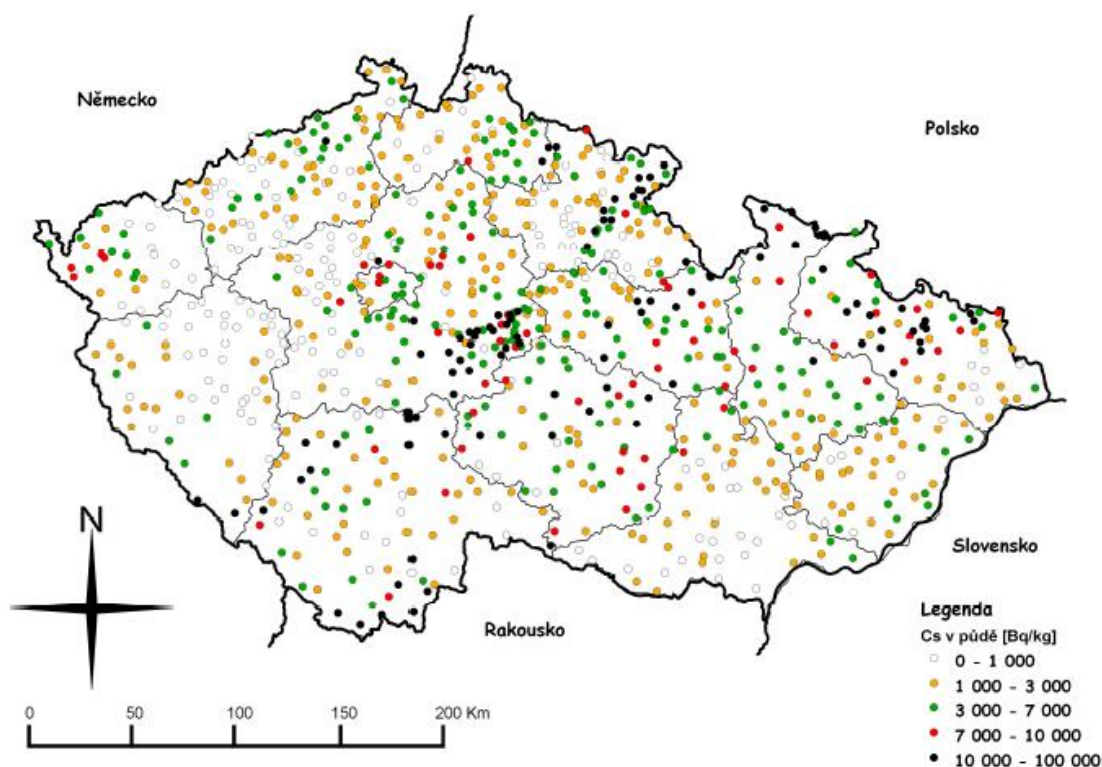 Německo
Polsko
N
Slovensko
Rakousko
Legenda
Cs v půdě [Bq/kg]
0 - 1 000
1 000 - 3 000
3 000 - 7 000
7 000 - 10 000
10 000 - 100 000
0 50 100 150 200 Km